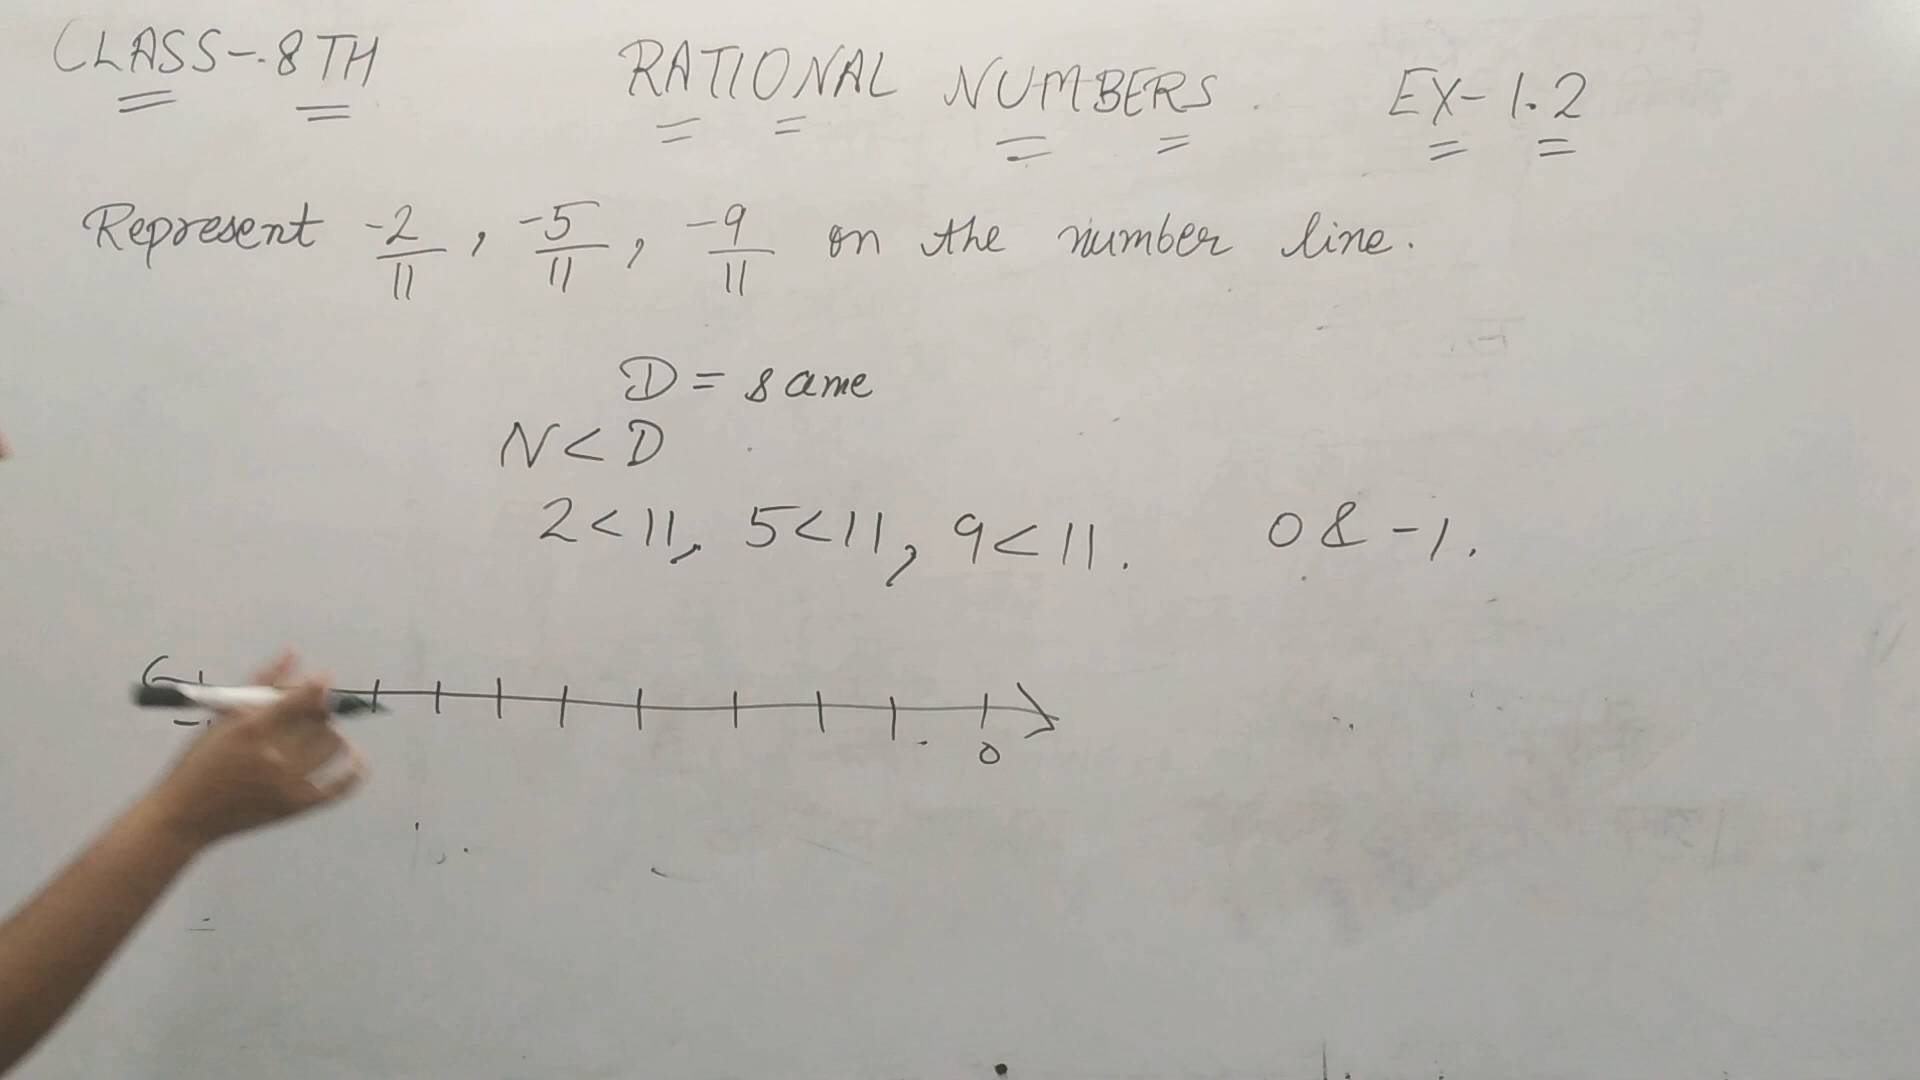 CLASS-8TH RATIONAL NUMBERS EX-1.2
Represent -2/11, -5/11, -9/11 on the number line.
D = same
N<D
2<11, 5<11, 9<11. 0 & -1.
0